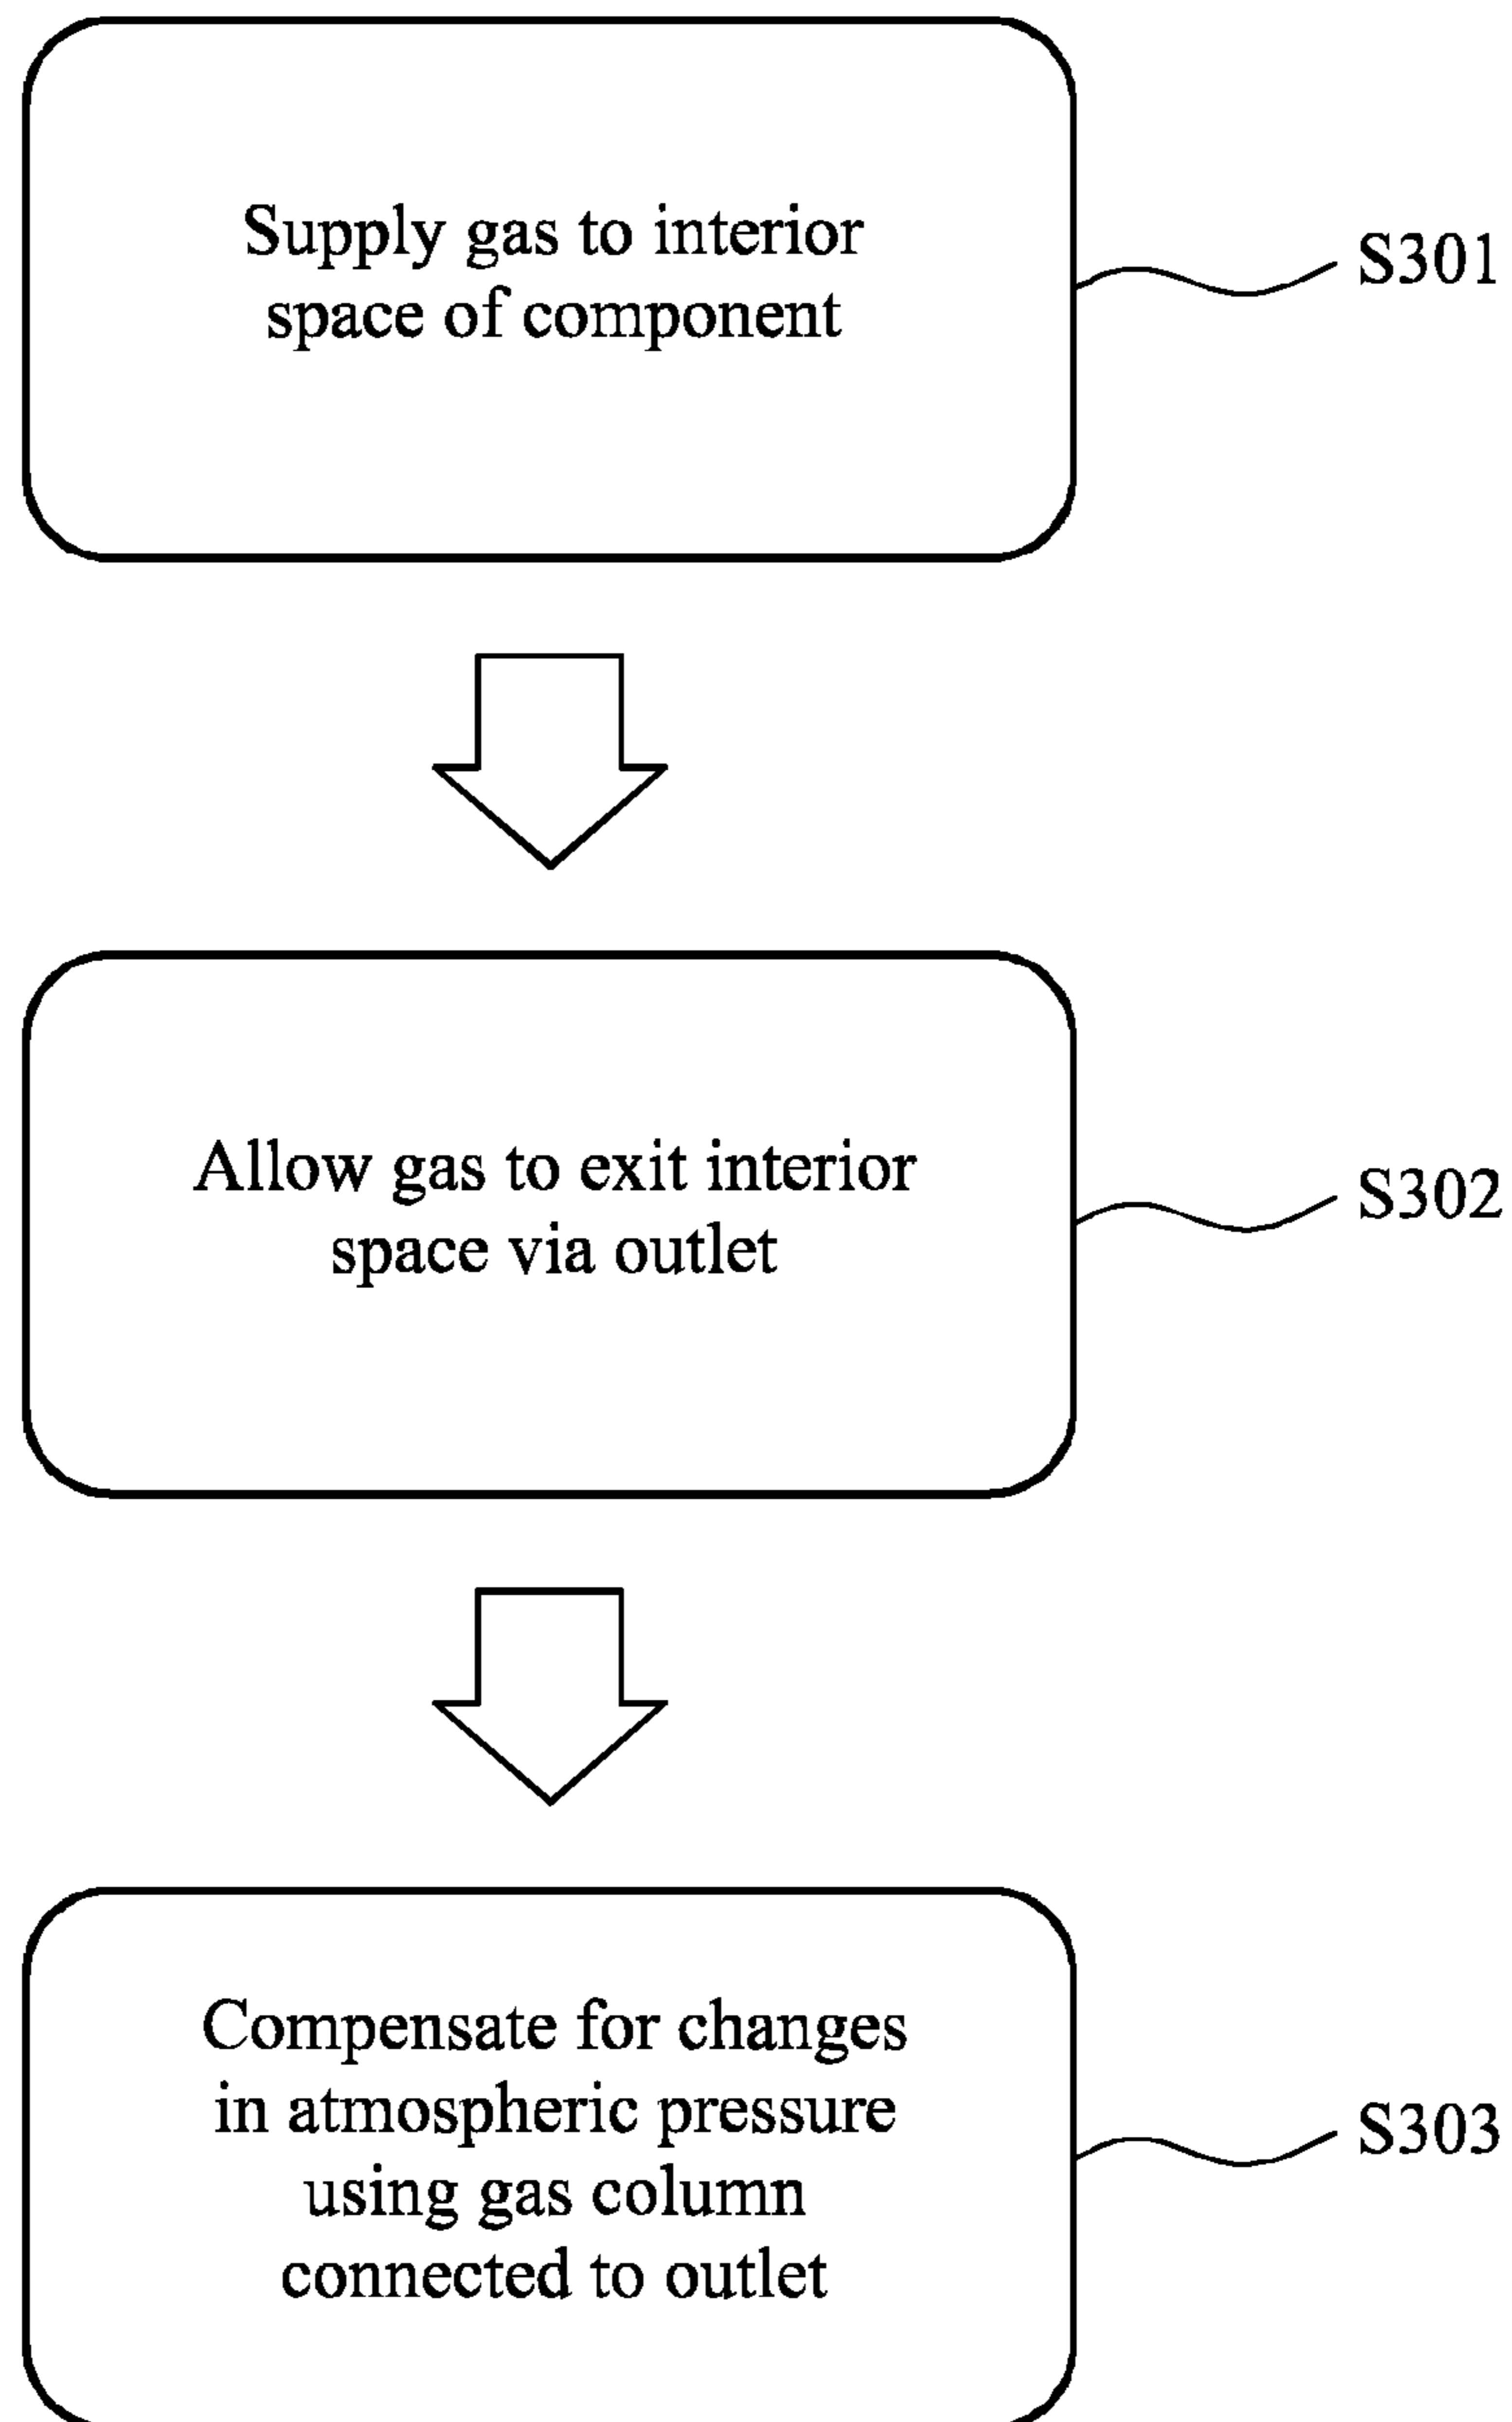 Supply gas to interior
space of component
S301
Allow gas to exit interior
space via outlet
S302
Compensate for changes
in atmospheric pressure
using gas column
connected to outlet
S303